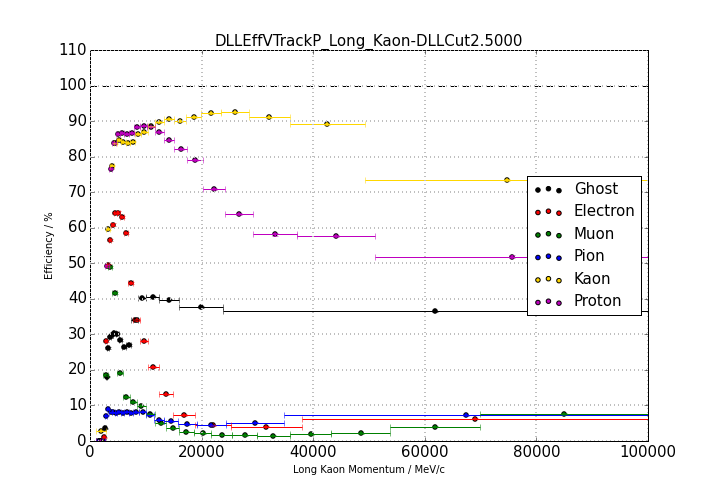 DLLEffVTrackP_Long_Kaon-DLLCut2.5000
110
100
90
80
70
60
50
40
30
20
10
0
Efficiency / %
Ghost
Electron
Muon
Pion
Kaon
Proton
0 20000 40000 60000 80000 100000
Long Kaon Momentum / MeV/c